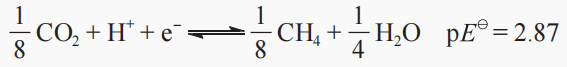 1/8 CO₂ + H⁺ + e⁻ ⇌ 1/8 CH₄ + 1/4 H₂O pE⊖ = 2.87